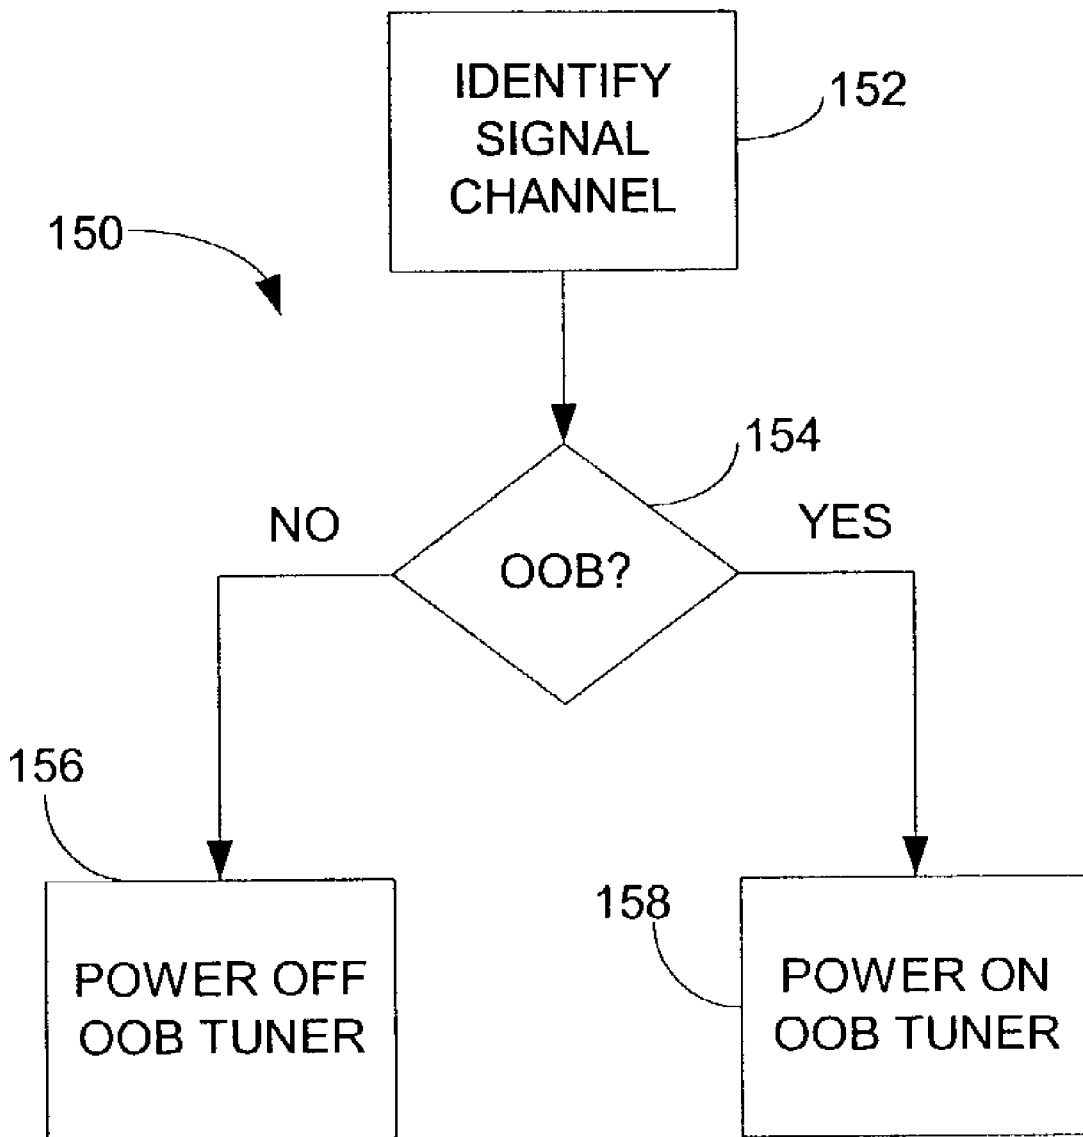 IDENTIFY
SIGNAL
CHANNEL
152
150
154
NO
YES
OOB?
156
158
POWER OFF
OOB TUNER
POWER ON
OOB TUNER